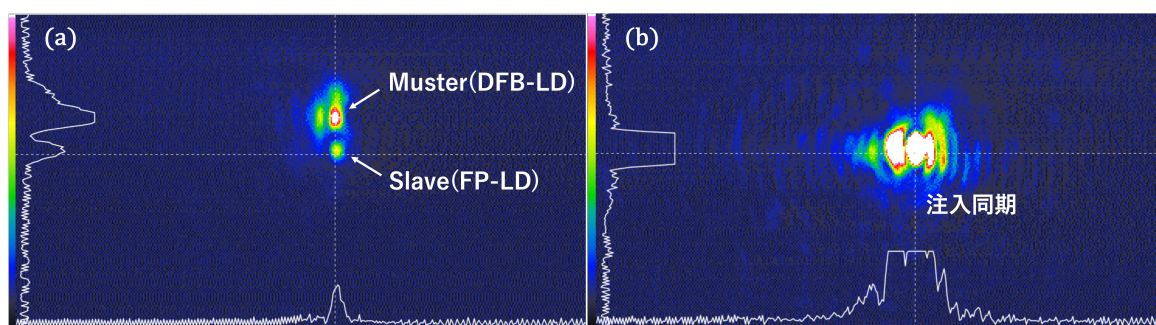 (a)
Muster(DFB-LD)
Slave(FP-LD)
(b)
注入同期